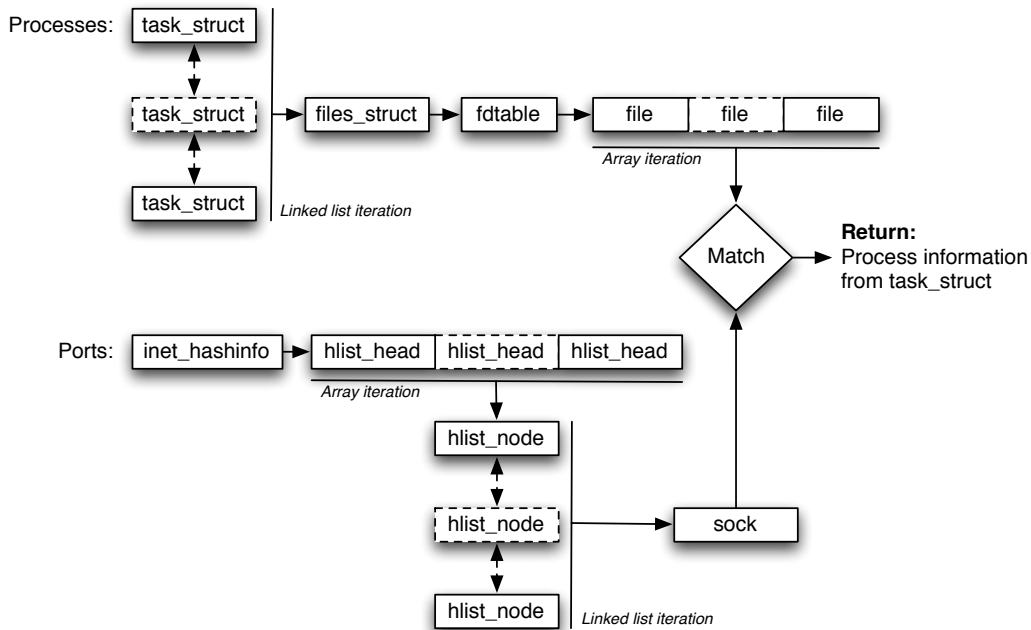 Processes:
task_struct
task_struct
files_struct
fdtable
file
file
file
Array iteration
task_struct
Linked list iteration
Match
Return:
Process information
from task_struct
Ports:
inet_hashinfo
hlist_head
hlist_head
hlist_head
Array iteration
hlist_node
hlist_node
sock
hlist_node
Linked list iteration